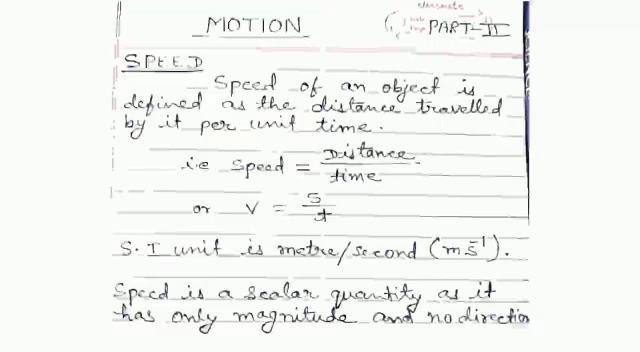 MOTION
PART-II
SPEED
Speed of an object is
defined as the distance travelled
by it per unit time.
i.e Speed = Distance
time
or V = S
t
S.I unit is metre/second (ms⁻¹).
Speed is a scalar quantity as it
has only magnitude and no direction